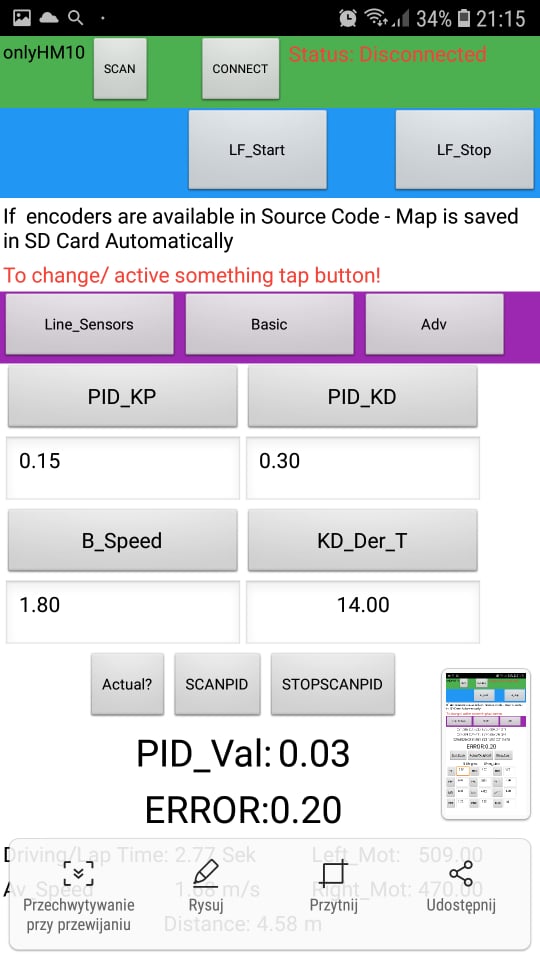 34% 21:15
onlyHM10 SCAN CONNECT Status: Disconnected
LF_Start LF_Stop
If encoders are available in Source Code - Map is saved
in SD Card Automatically
To change/ active something tap button!
Line_Sensors Basic Adv
PID_KP PID_KD
0.15 0.30
B_Speed KD_Der_T
1.80 14.00
Actual? SCANPID STOPSCANPID
PID_Val: 0.03
ERROR:0.20
Driving/Lap Time: 2.77 Sek Left_Mot: 509.00
Av_Speed m/s Right_Mot: 470.00
Distance: 4.58 m
Przechwytywanie
przy przewijaniu
Rysuj
Przytnij
Udostępnij
ERROR:0.20